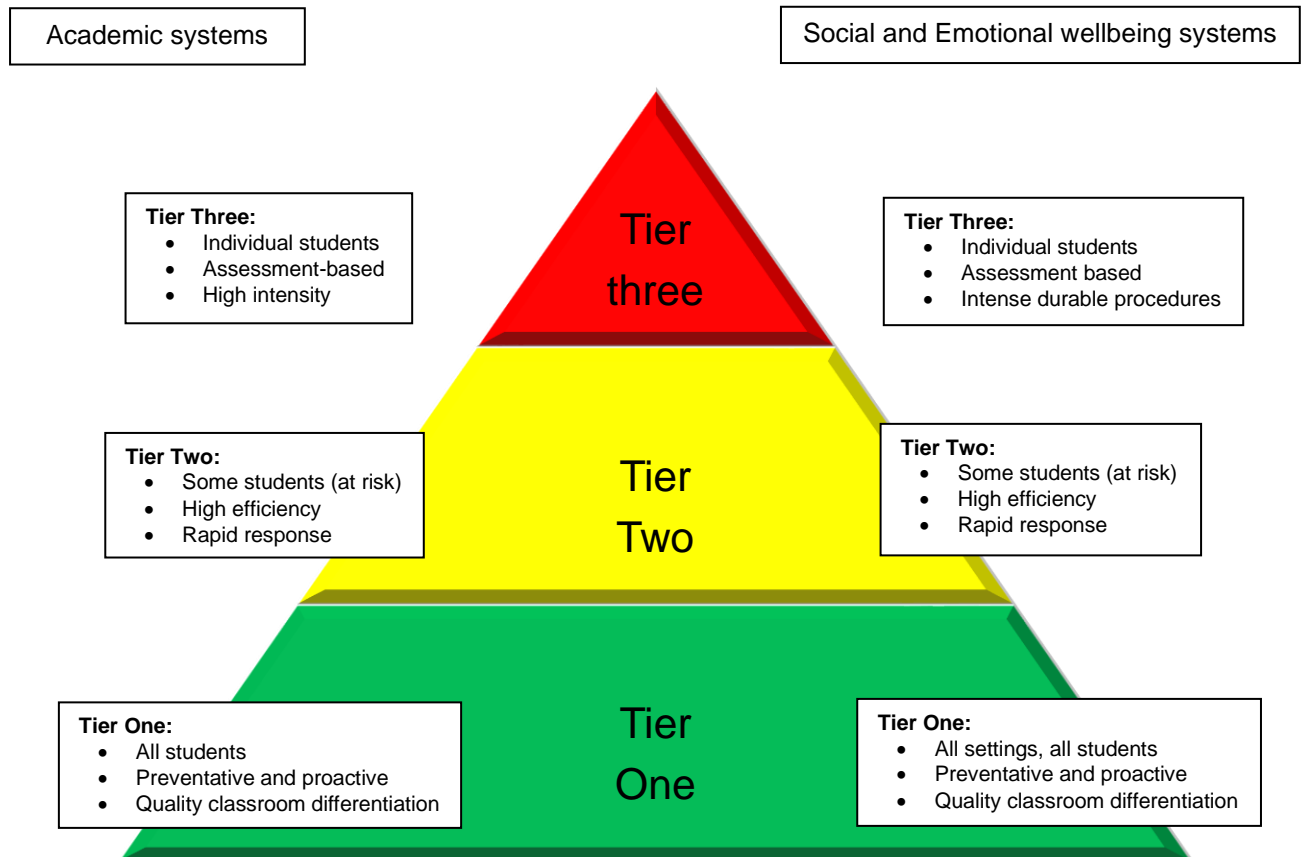 Academic systems
Social and Emotional wellbeing systems
Tier Three:
• Individual students
• Assessment-based
• High intensity
Tier
three
Tier Three:
• Individual students
• Assessment based
• Intense durable procedures
Tier Two:
• Some students (at risk)
• High efficiency
• Rapid response
Tier
Two
Tier Two:
• Some students (at risk)
• High efficiency
• Rapid response
Tier One:
• All students
• Preventative and proactive
• Quality classroom differentiation
Tier
One
Tier One:
• All settings, all students
• Preventative and proactive
• Quality classroom differentiation